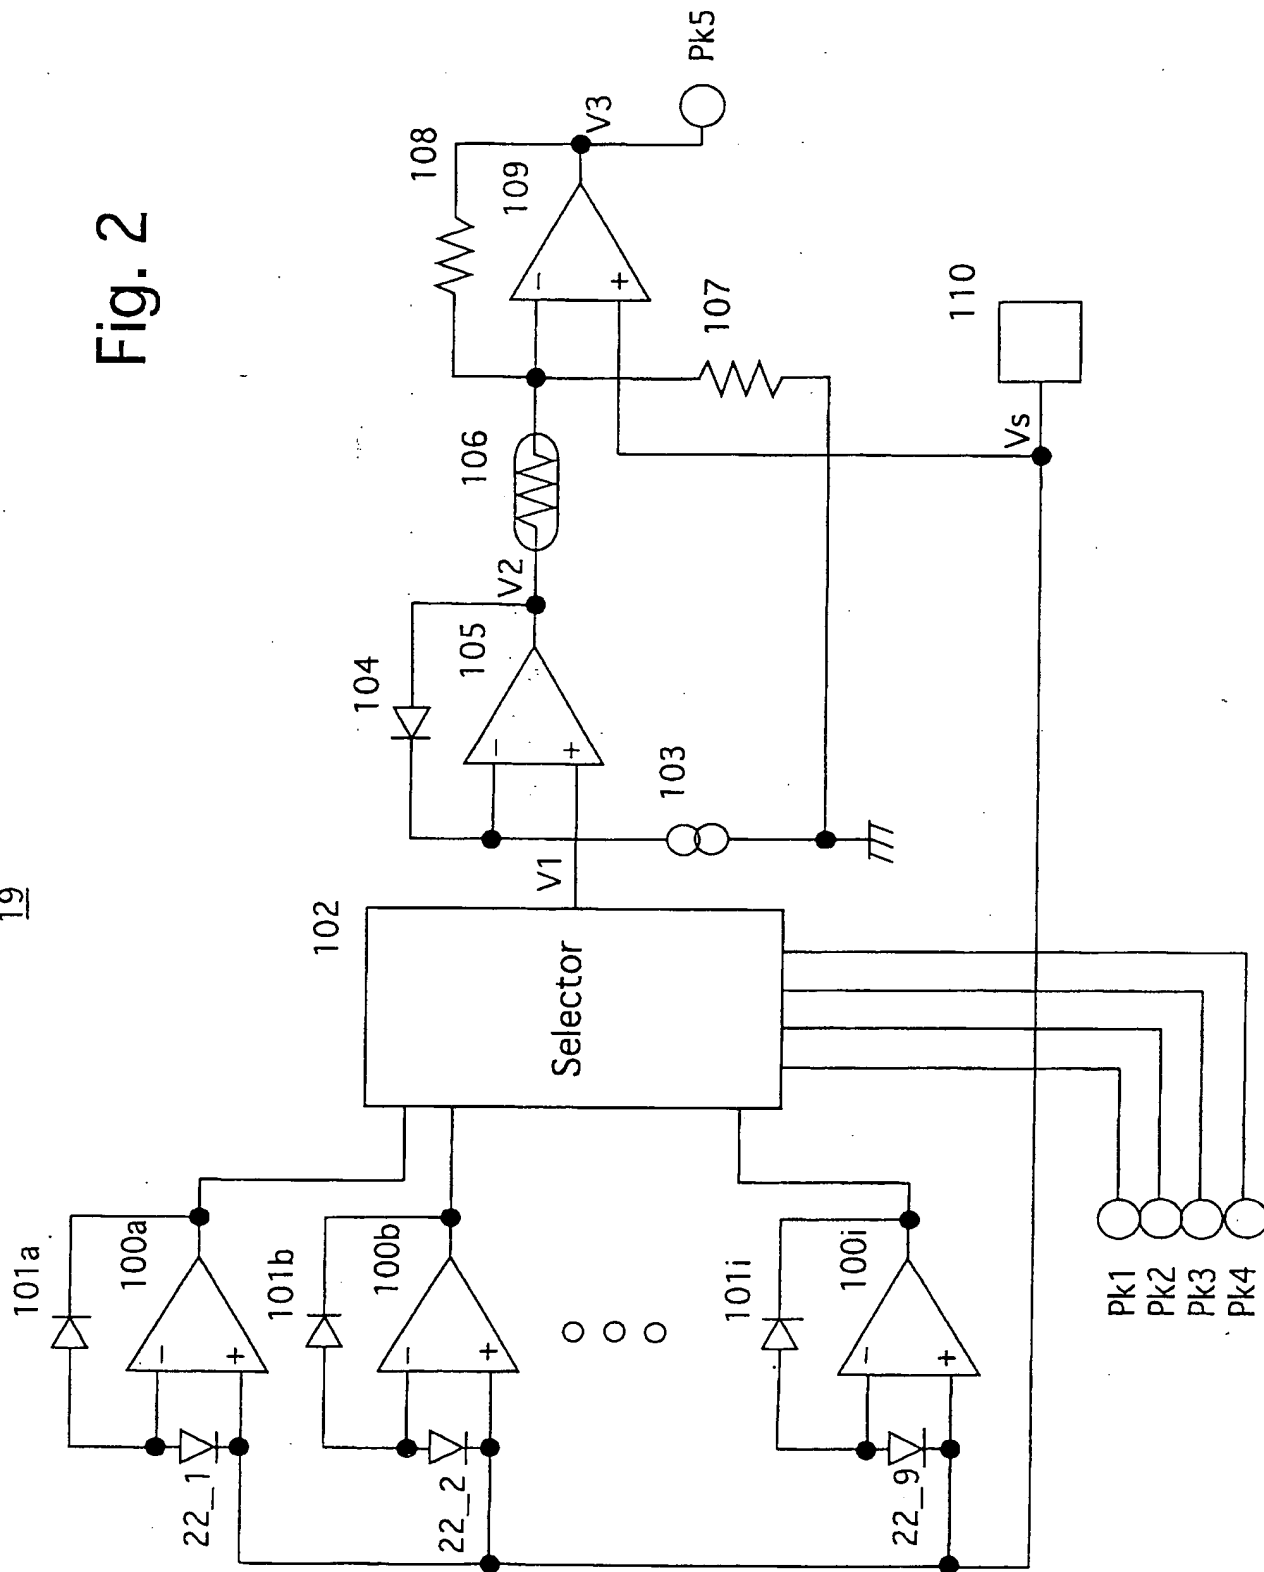 Fig. 2
19
101a
100a
22_1
101b
100b
22_2
101i
100i
22_9
-
+
-
+
-
+
102
Selector
V1
Pk1
Pk2
Pk3
Pk4
103
104
105
-
+
V2
106
107
108
109
-
+
V3
Pk5
Vs
110